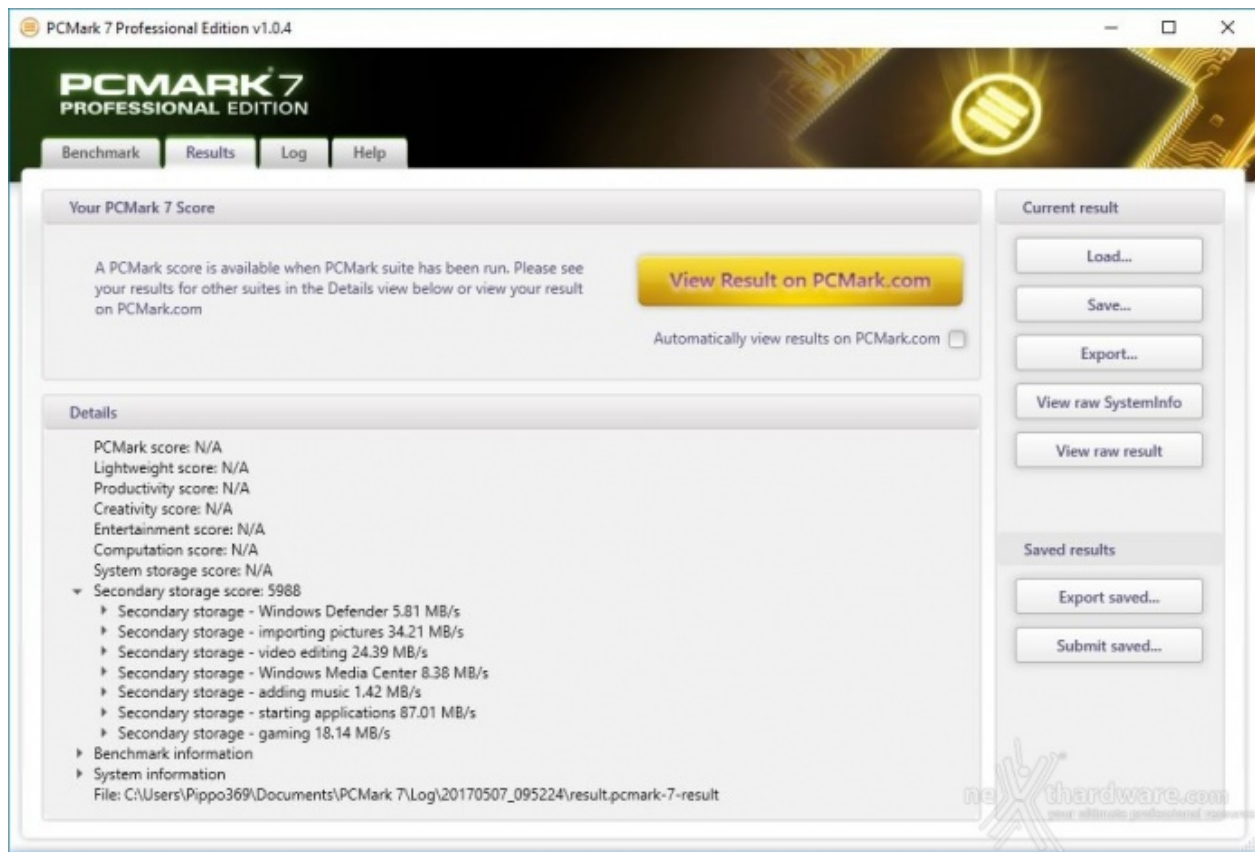 PCMark 7 Professional Edition v1.0.4
PCMARK 7
PROFESSIONAL EDITION
Benchmark Results Log Help
Your PCMark 7 Score
A PCMark score is available when PCMark suite has been run. Please see
your results for other suites in the Details view below or view your result
on PCMark.com
View Result on PCMark.com
Automatically view results on PCMark.com
Details
PCMark score: N/A
Lightweight score: N/A
Productivity score: N/A
Creativity score: N/A
Entertainment score: N/A
Computation score: N/A
System storage score: N/A
Secondary storage score: 5988
Secondary storage - Windows Defender 5.81 MB/s
Secondary storage - importing pictures 34.21 MB/s
Secondary storage - video editing 24.39 MB/s
Secondary storage - Windows Media Center 8.38 MB/s
Secondary storage - adding music 1.42 MB/s
Secondary storage - starting applications 87.01 MB/s
Secondary storage - gaming 18.14 MB/s
Benchmark information
System information
File: C:\Users\Pippo369\Documents\PCMark 7\Log\20170507_095224\result.pcmark-7-result
Current result
Load...
Save...
Export...
View raw SystemInfo
View raw result
Saved results
Export saved...
Submit saved...
nexthardware.com
your ultimate professional resource